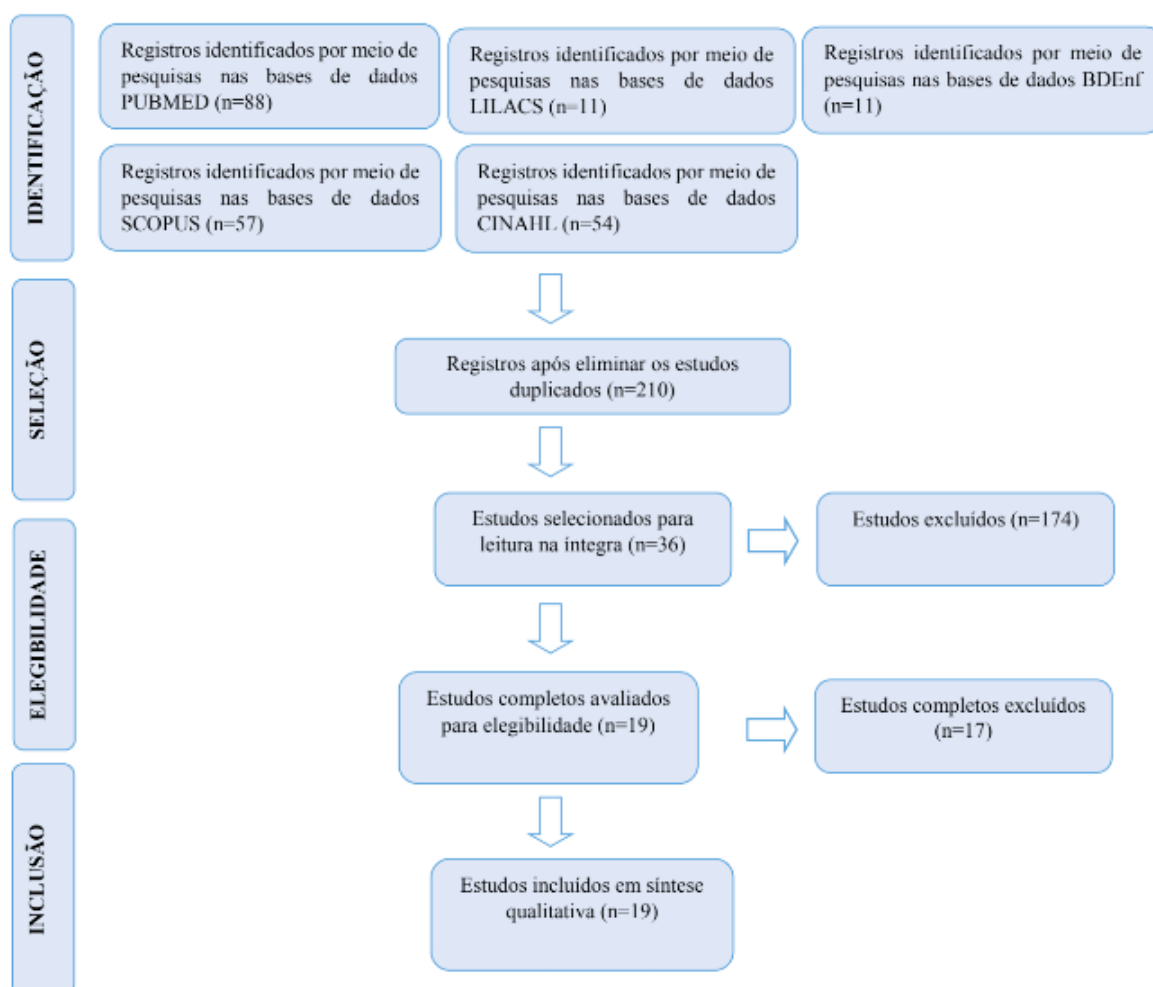 IDENTIFICAÇÃO
Registros identificados por meio de
pesquisas nas bases de dados
PUBMED (n=88)
Registros identificados por meio de
pesquisas nas bases de dados
LILACS (n=11)
Registros identificados por meio de
pesquisas nas bases de dados BDEnf
(n=11)
Registros identificados por meio de
pesquisas nas bases de dados
SCOPUS (n=57)
Registros identificados por meio de
pesquisas nas bases de dados
CINAHL (n=54)
SELEÇÃO
Registros após eliminar os estudos
duplicados (n=210)
ELEGIBILIDADE
Estudos selecionados para
leitura na íntegra (n=36)
Estudos excluídos (n=174)
Estudos completos avaliados
para elegibilidade (n=19)
Estudos completos excluídos
(n=17)
INCLUSÃO
Estudos incluídos em síntese
qualitativa (n=19)